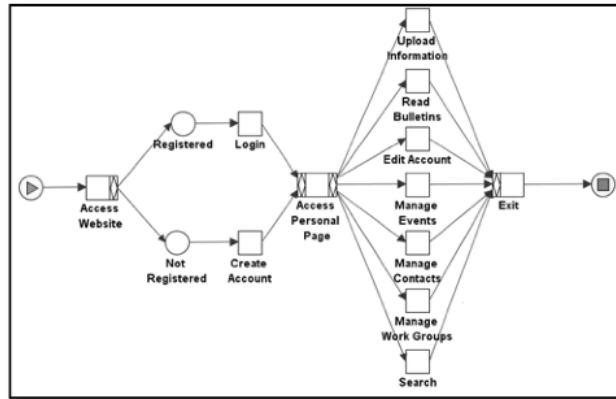 Upload
Information
Read
Bulletins
Registered
Login
Edit Account
Access
Website
Access
Personal
Page
Manage
Events
Exit
Not
Registered
Create
Account
Manage
Contacts
Manage
Work Groups
Search